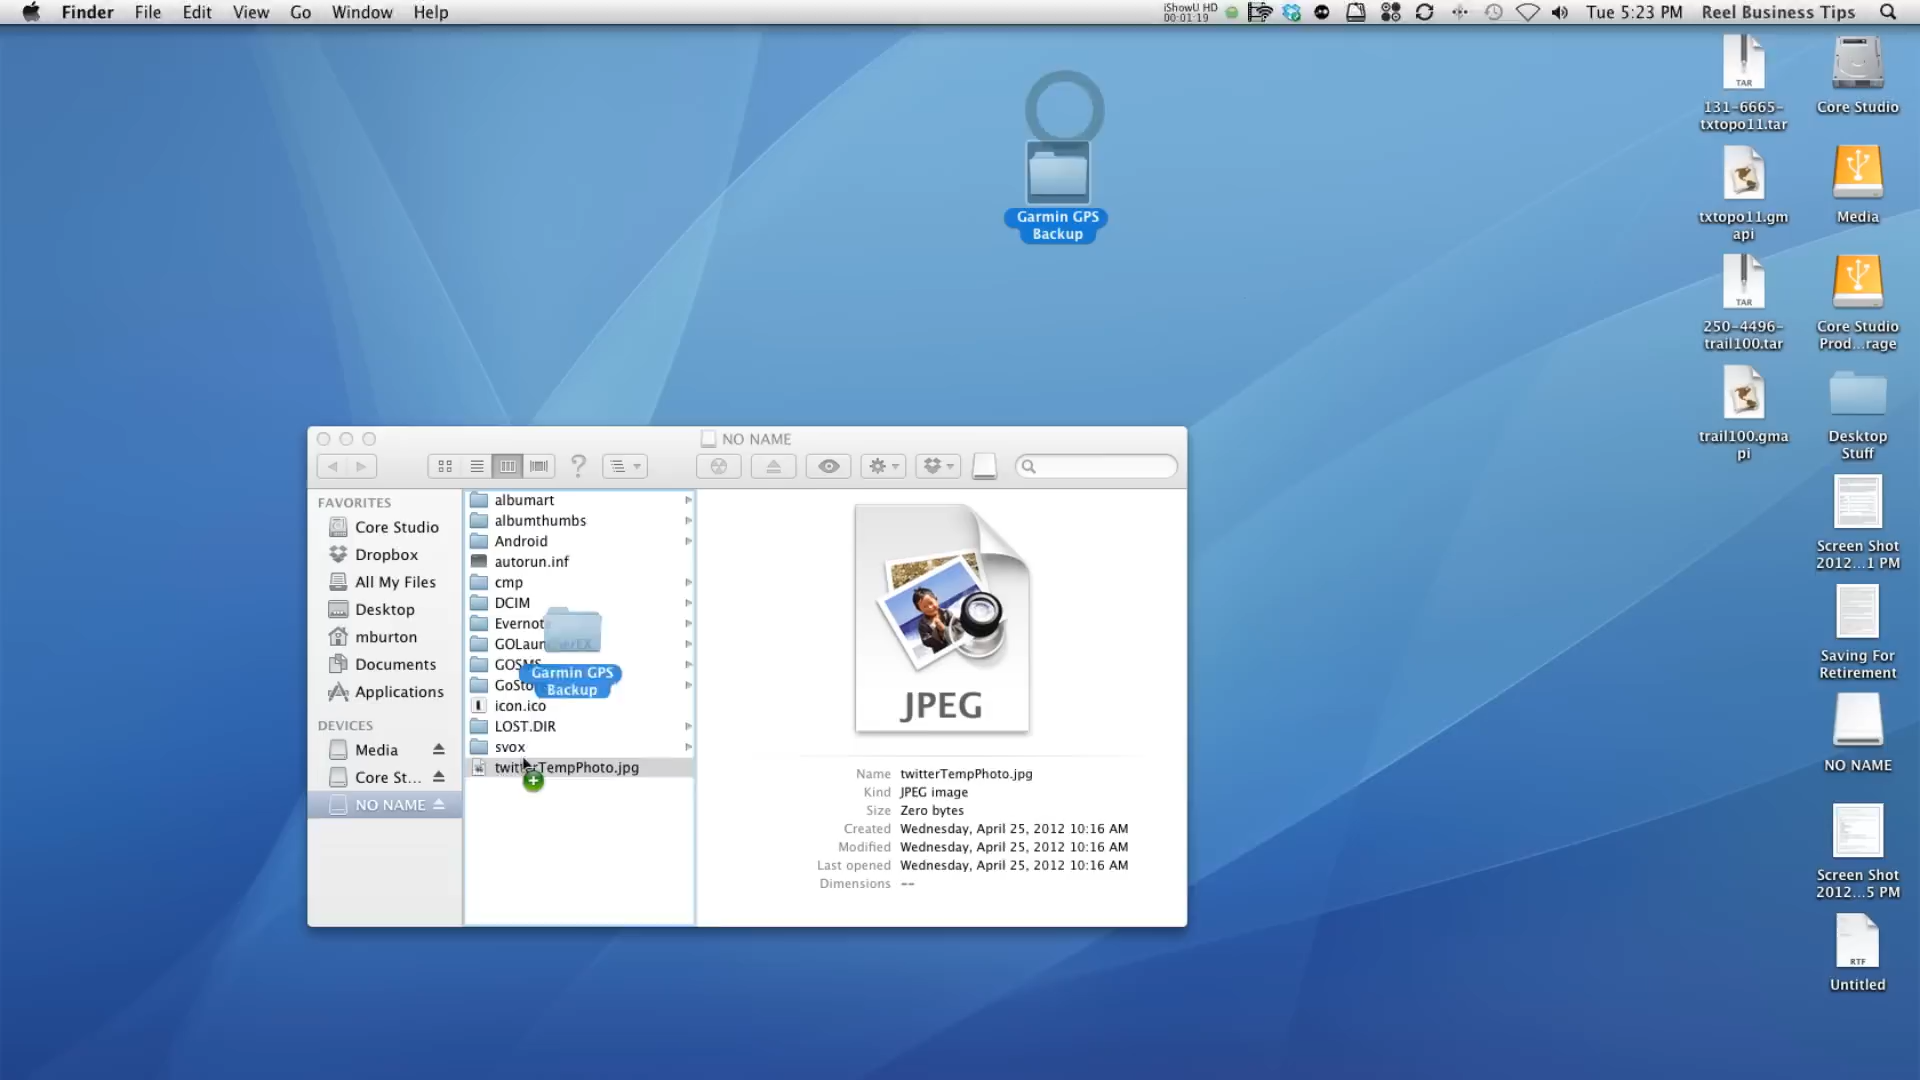 Finder File Edit View Go Window Help
iShowU HD
00:01:19
Tue 5:23 PM Reel Business Tips
Garmin GPS
Backup
TAR
131-6665-
txtopo11.tar
Core Studio
txtopo11.gm
api
Media
TAR
250-4496-
trail100.tar
Core Studio
Prod...rage
trail100.gma
pi
Desktop
Stuff
Screen Shot
2012...1 PM
Saving For
Retirement
NO NAME
Screen Shot
2012...5 PM
RTF
Untitled
NO NAME
FAVORITES
Core Studio
Dropbox
All My Files
Desktop
mburton
Documents
Applications
DEVICES
Media
Core St...
NO NAME
albumart
albumthumbs
Android
autorun.inf
cmp
DCIM
icon.ico
LOST.DIR
svox
twitterTempPhoto.jpg
Garmin GPS
Backup
JPEG
Name twitterTempPhoto.jpg
Kind JPEG image
Size Zero bytes
Created Wednesday, April 25, 2012 10:16 AM
Modified Wednesday, April 25, 2012 10:16 AM
Last opened Wednesday, April 25, 2012 10:16 AM
Dimensions --